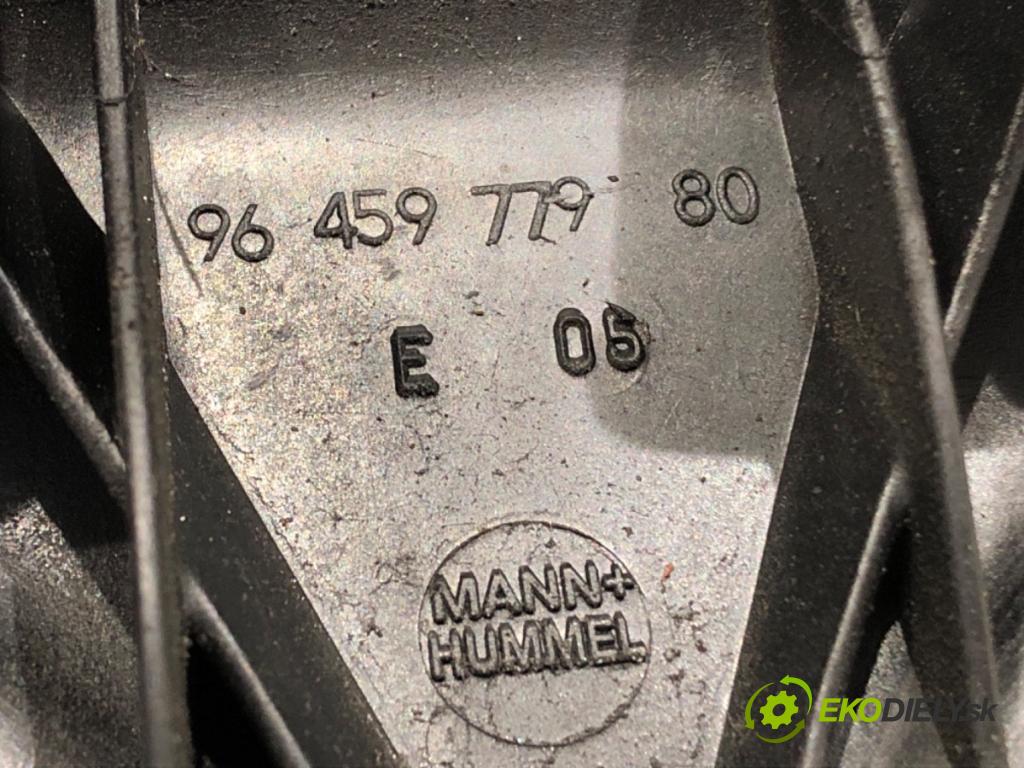 96 459 779 80
E 05
MANN+
HUMMEL
EKODIELY.sk